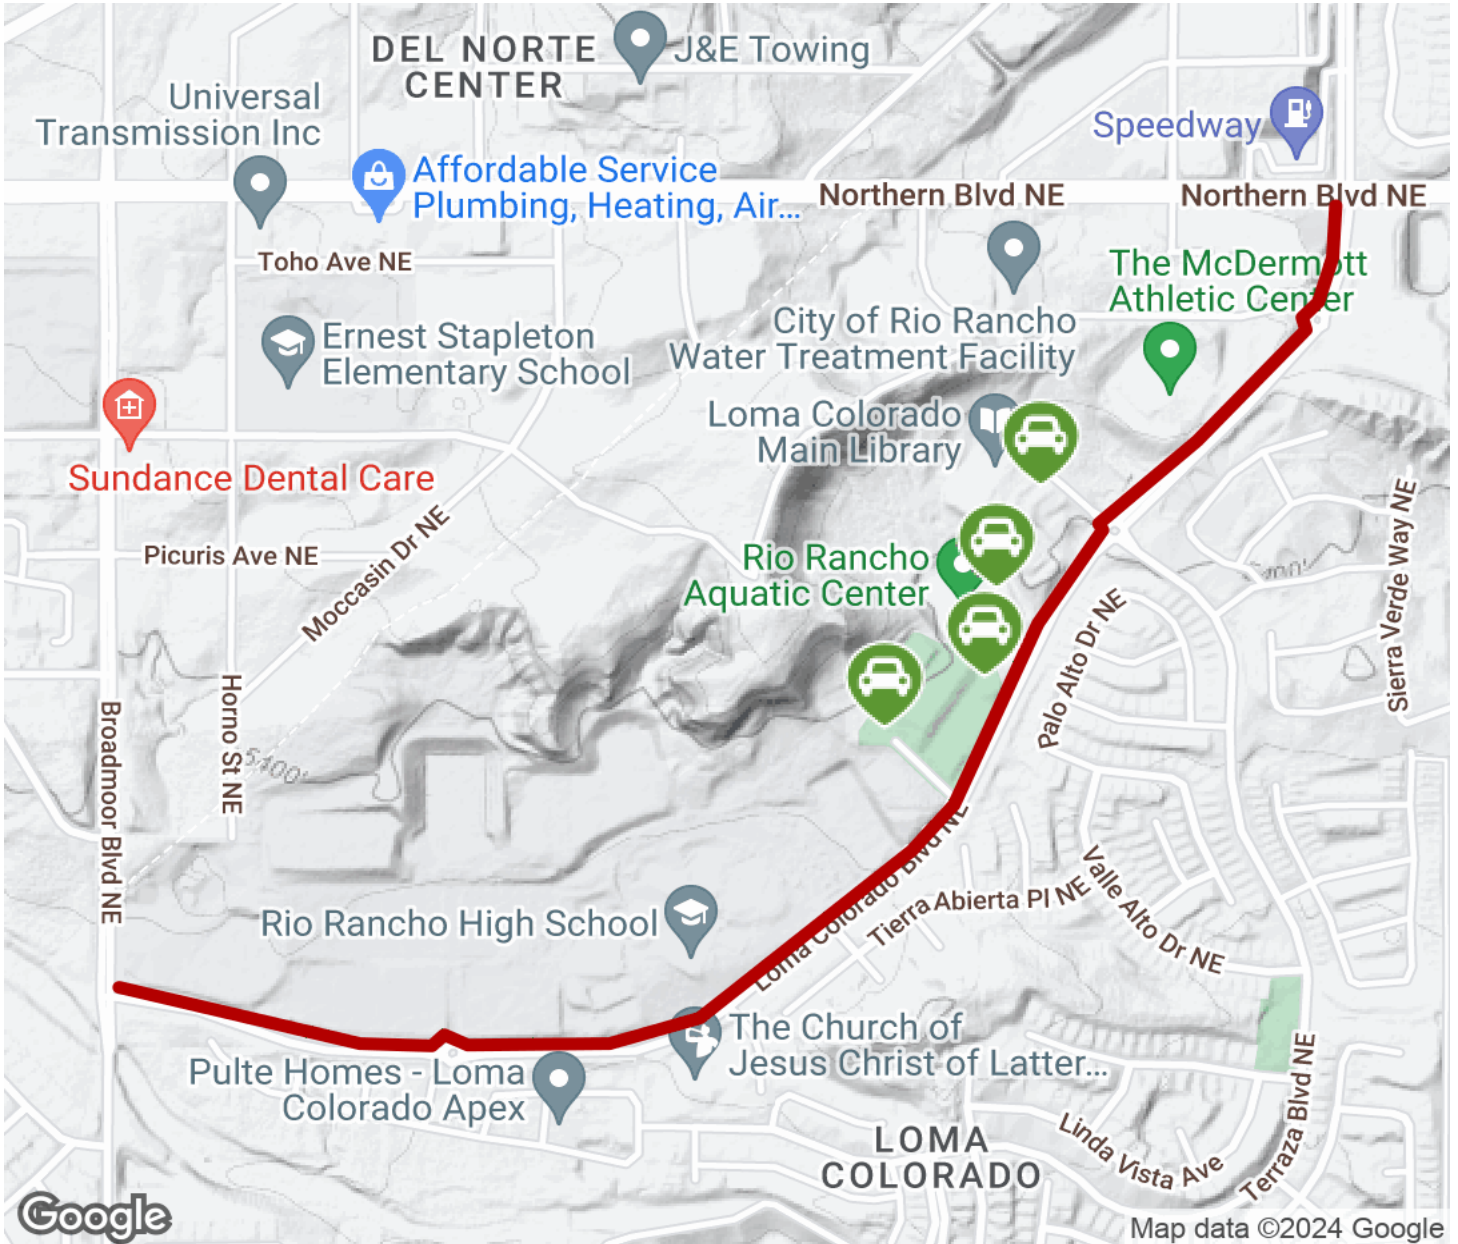 DEL NORTE
CENTER
J&E Towing
Universal
Transmission Inc
Speedway
Affordable Service
Plumbing, Heating, Air...
Northern Blvd NE
Northern Blvd NE
Toho Ave NE
The McDermott
Athletic Center
City of Rio Rancho
Water Treatment Facility
Ernest Stapleton
Elementary School
Loma Colorado
Main Library
Sundance Dental Care
Picuris Ave NE
Moccasin Dr NE
Rio Rancho
Aquatic Center
5400'
Sierra Verde Way NE
Palo Alto Dr NE
Broadmoor Blvd NE
Horno St NE
5400'
Loma Colorado Blvd NE
Tierra Abierta Pl NE
Valle Alto Dr NE
Rio Rancho High School
The Church of
Jesus Christ of Latter...
Pulte Homes - Loma
Colorado Apex
LOMA
COLORADO
Linda Vista Ave
Terraza Blvd NE
Google
Map data ©2024 Google